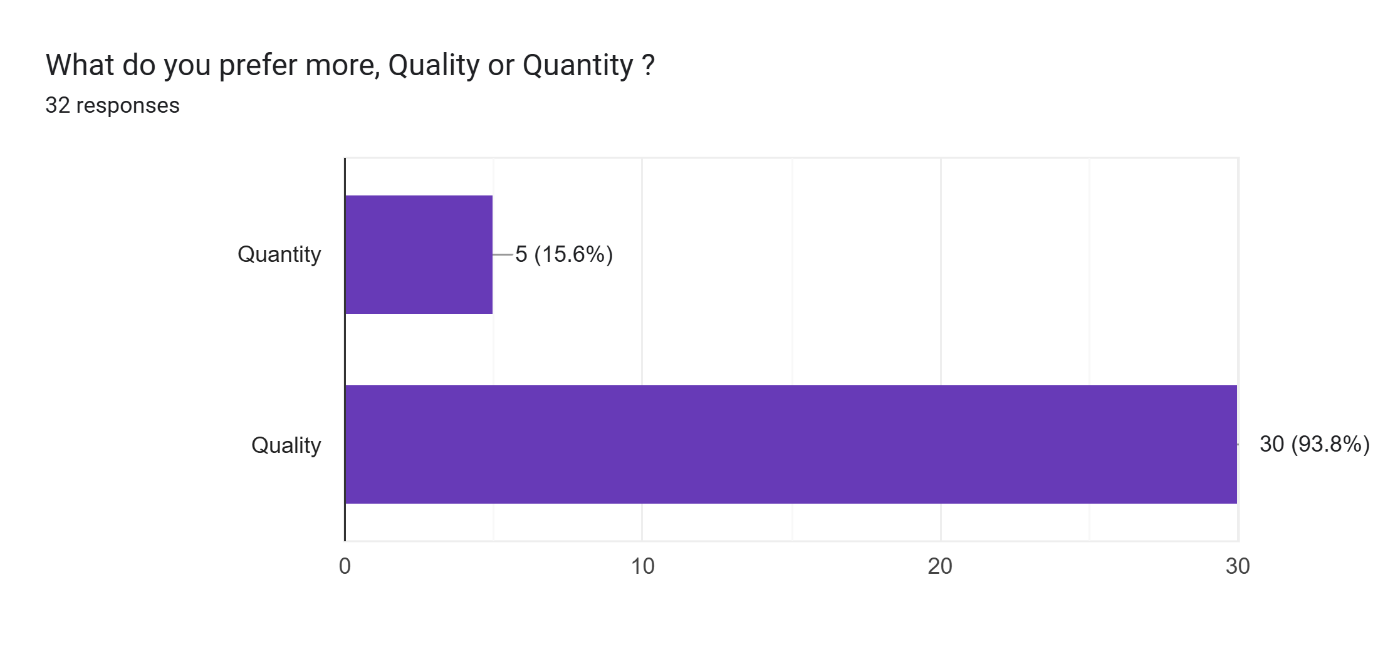 What do you prefer more, Quality or Quantity ?
32 responses
Quantity
5 (15.6%)
Quality
30 (93.8%)
0 10 20 30